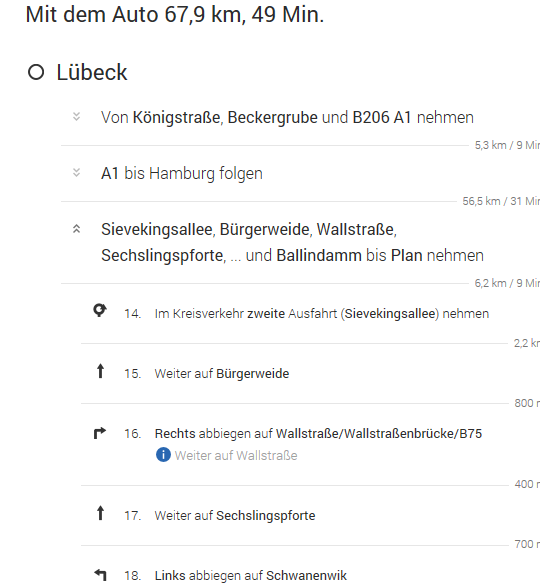 Mit dem Auto 67,9 km, 49 Min.
Lübeck
Von Königstraße, Beckergrube und B206 A1 nehmen
5,3 km / 9 Min
A1 bis Hamburg folgen
56,5 km / 31 Min
Sievekingsallee, Bürgerweide, Wallstraße,
Sechslingspforte, ... und Ballindamm bis Plan nehmen
6,2 km / 9 Min
14. Im Kreisverkehr zweite Ausfahrt (Sievekingsallee) nehmen
2,2 k
15. Weiter auf Bürgerweide
800 m
16. Rechts abbiegen auf Wallstraße/Wallstraßenbrücke/B75
i Weiter auf Wallstraße
400 m
17. Weiter auf Sechslingspforte
700 m
18. Links abbiegen auf Schwanenwik